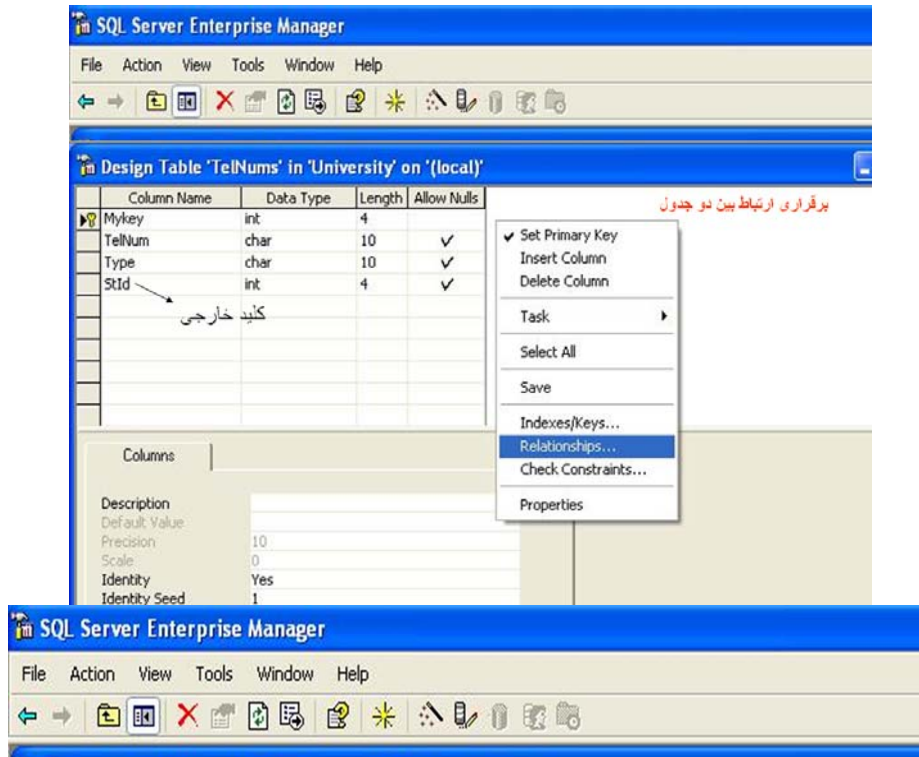 SQL Server Enterprise Manager
File Action View Tools Window Help
Design Table 'TelNums' in 'University' on '(local)'
Column Name Data Type Length Allow Nulls
Mykey int 4
TelNum char 10
Type char 10
StId int 4
کلید خارجی
برقراری ارتباط بین دو جدول
Set Primary Key
Insert Column
Delete Column
Task
Select All
Save
Indexes/Keys...
Relationships...
Check Constraints...
Properties
Columns
Description
Default Value
Precision 10
Scale 0
Identity Yes
Identity Seed 1
SQL Server Enterprise Manager
File Action View Tools Window Help